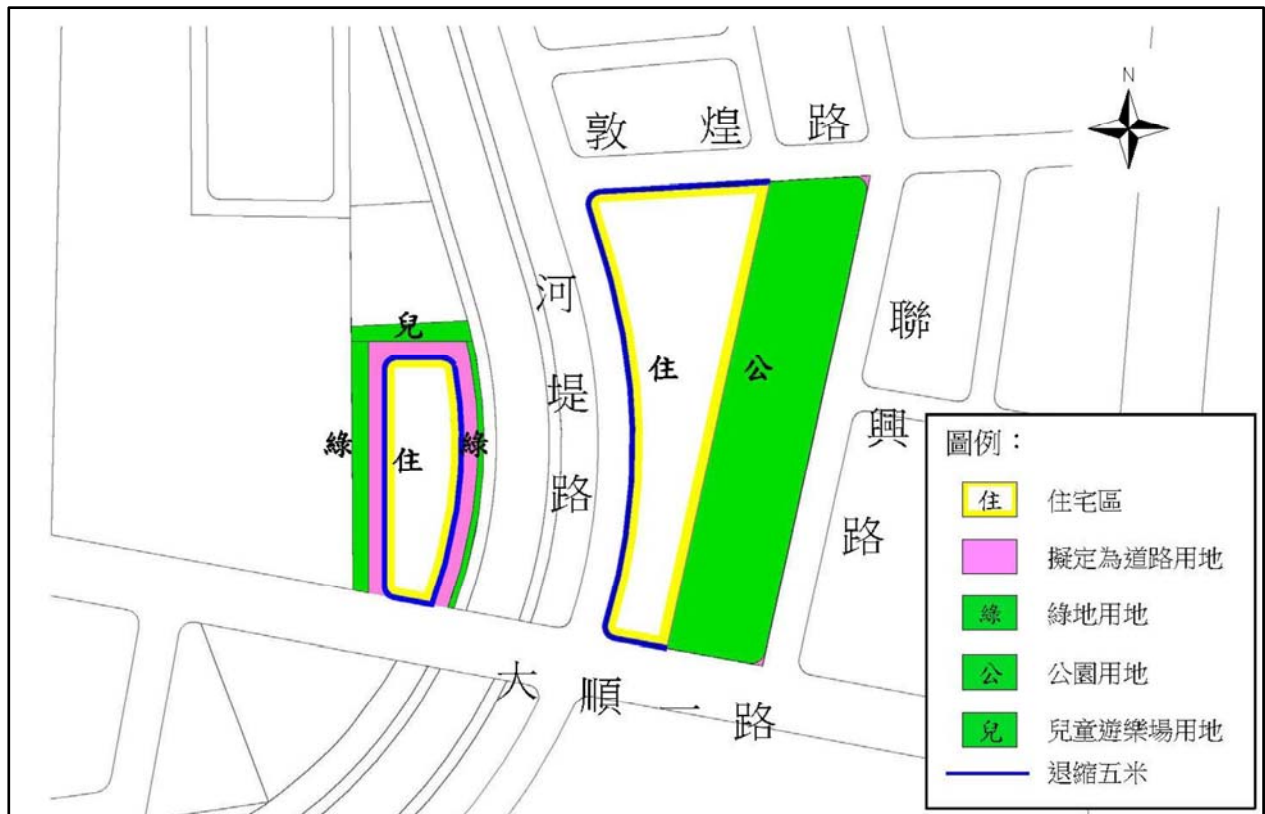 N
敦煌路
河堤路
聯興路
大順一路
兒
綠
住
綠
住
公
圖例：
住 住宅區
擬定為道路用地
綠 綠地用地
公 公園用地
兒 兒童遊樂場用地
退縮五米